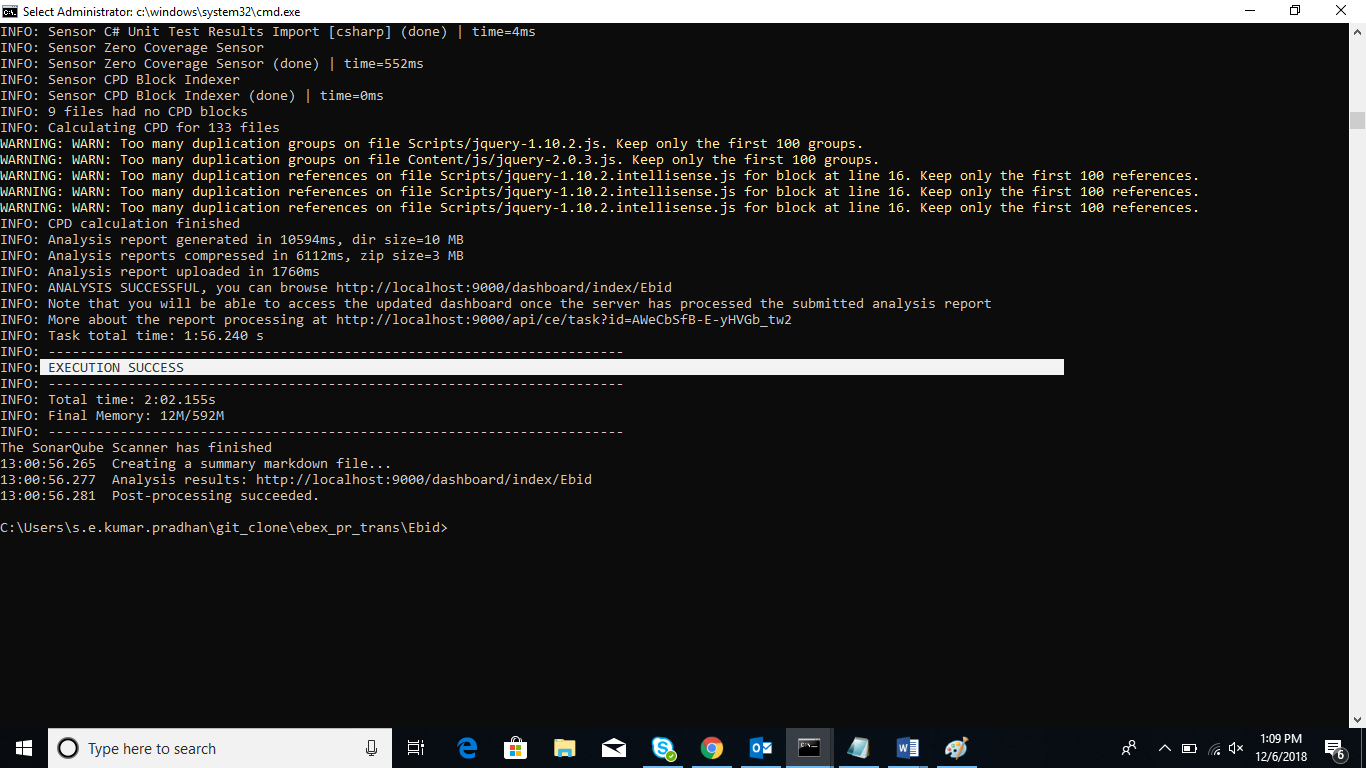 Select Administrator: c:\windows\system32\cmd.exe
INFO: Sensor C# Unit Test Results Import [csharp] (done) | time=4ms
INFO: Sensor Zero Coverage Sensor
INFO: Sensor Zero Coverage Sensor (done) | time=552ms
INFO: Sensor CPD Block Indexer
INFO: Sensor CPD Block Indexer (done) | time=0ms
INFO: 9 files had no CPD blocks
INFO: Calculating CPD for 133 files
WARNING: WARN: Too many duplication groups on file Scripts/jquery-1.10.2.js. Keep only the first 100 groups.
WARNING: WARN: Too many duplication groups on file Content/js/jquery-2.0.3.js. Keep only the first 100 groups.
WARNING: WARN: Too many duplication references on file Scripts/jquery-1.10.2.intellisense.js for block at line 16. Keep only the first 100 references.
WARNING: WARN: Too many duplication references on file Scripts/jquery-1.10.2.intellisense.js for block at line 16. Keep only the first 100 references.
WARNING: WARN: Too many duplication references on file Scripts/jquery-1.10.2.intellisense.js for block at line 16. Keep only the first 100 references.
INFO: CPD calculation finished
INFO: Analysis report generated in 10594ms, dir size=10 MB
INFO: Analysis reports compressed in 6112ms, zip size=3 MB
INFO: Analysis report uploaded in 1760ms
INFO: ANALYSIS SUCCESSFUL, you can browse http://localhost:9000/dashboard/index/Ebid
INFO: Note that you will be able to access the updated dashboard once the server has processed the submitted analysis report
INFO: More about the report processing at http://localhost:9000/api/ce/task?id=AWeCbSfB-E-yHVGb_tw2
INFO: Task total time: 1:56.240 s
INFO: ------------------------------------------------------------------------
INFO: EXECUTION SUCCESS
INFO: ------------------------------------------------------------------------
INFO: Total time: 2:02.155s
INFO: Final Memory: 12M/592M
INFO: ------------------------------------------------------------------------
The SonarQube Scanner has finished
13:00:56.265  Creating a summary markdown file...
13:00:56.277  Analysis results: http://localhost:9000/dashboard/index/Ebid
13:00:56.281  Post-processing succeeded.
C:\Users\s.e.kumar.pradhan\git_clone\ebex_pr_trans\Ebid>
Type here to search
1:09 PM
12/6/2018
6